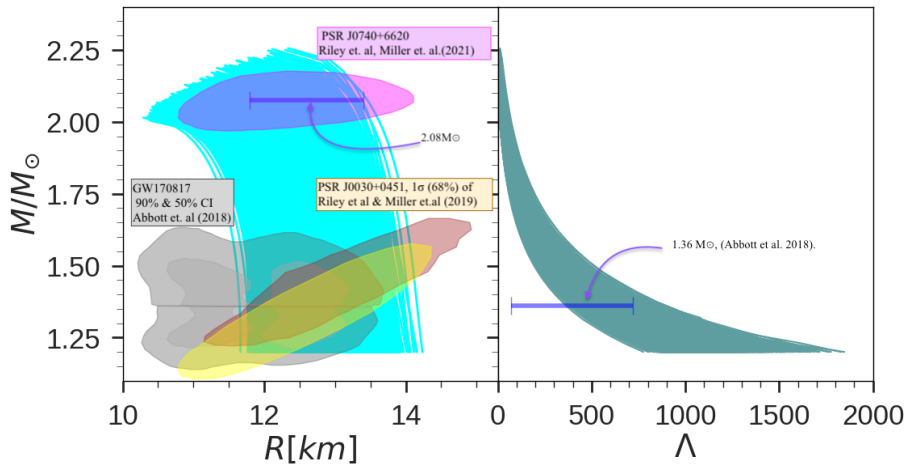 PSR J0740+6620
Riley et. al, Miller et. al.(2021)
2.08M⊙
GW170817
90% & 50% CI
Abbott et. al (2018)
PSR J0030+0451, 1σ (68%) of
Riley et al & Miller et.al (2019)
1.36 M⊙, (Abbott et al. 2018).
M/M⊙
2.25
2.00
1.75
1.50
1.25
10
12
14
R[km]
0
500
1000
1500
2000
Λ